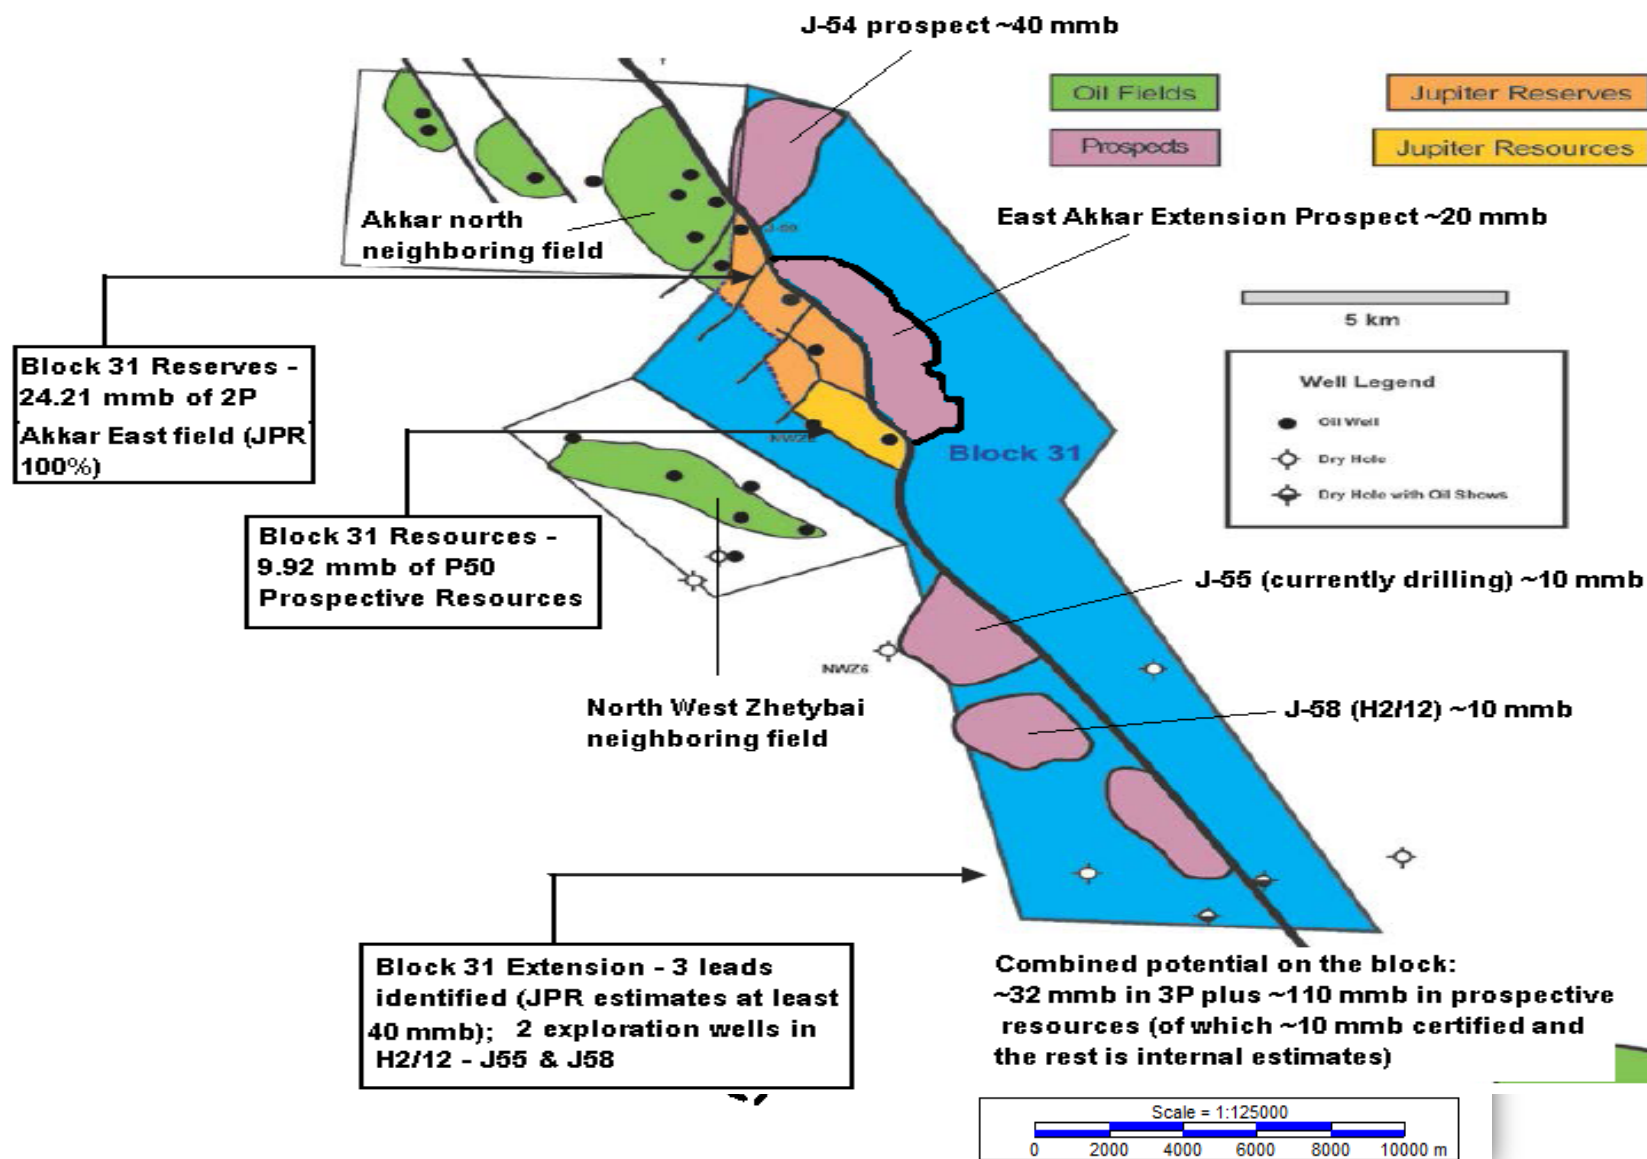 J-54 prospect ~40 mmb
Oil Fields
Jupiter Reserves
Prospects
Jupiter Resources
East Akkar Extension Prospect ~20 mmb
Akkar north
neighboring field
5 km
Block 31 Reserves -
24.21 mmb of 2P
Akkar East field (JPR
100%)
Well Legend
Oil Well
Dry Hole
Dry Hole with Oil Shows
Block 31
Block 31 Resources -
9.92 mmb of P50
Prospective Resources
J-55 (currently drilling) ~10 mmb
NWZ6
North West Zhetybai
neighboring field
J-58 (H2/12) ~10 mmb
Block 31 Extension - 3 leads
identified (JPR estimates at least
40 mmb); 2 exploration wells in
H2/12 - J55 & J58
Combined potential on the block:
~32 mmb in 3P plus ~110 mmb in prospective
resources (of which ~10 mmb certified and
the rest is internal estimates)
Scale = 1:125000
0 2000 4000 6000 8000 10000 m